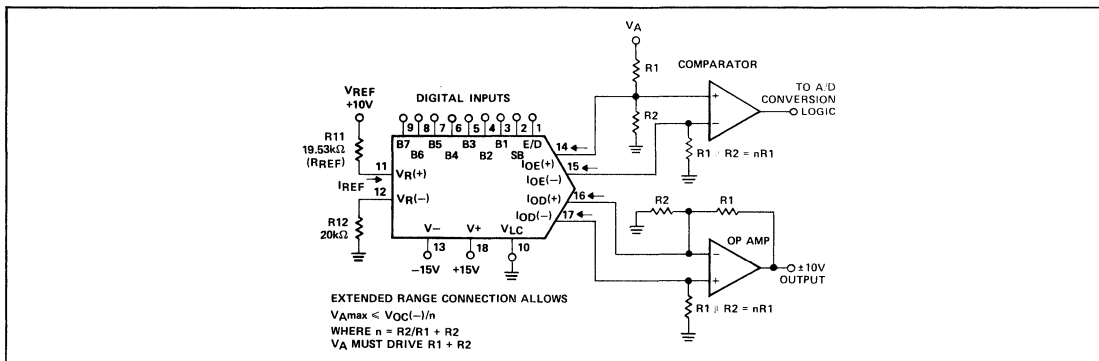 VA
R1
COMPARATOR
TO A/D
CONVERSION
LOGIC
VREF
+10V
DIGITAL INPUTS
R2
+
−
9 8 7 6 5 4 3 2 1
B7 B5 B3 B1 E/D
B6 B4 B2 SB
R11
19.53kΩ
(RREF)
14
IOE(+)
15
IOE(−)
R1 ∥ R2 = nR1
11
VR(+)
IREF
12
VR(−)
16
IOD(+)
17
IOD(−)
R2
R1
OP AMP
−
+
±10V
OUTPUT
R12
20kΩ
V− V+ VLC
13 18 10
−15V +15V
R1 ∥ R2 = nR1
EXTENDED RANGE CONNECTION ALLOWS
VAmax ≤ VOC(−)/n
WHERE n = R2/R1 + R2
VA MUST DRIVE R1 + R2